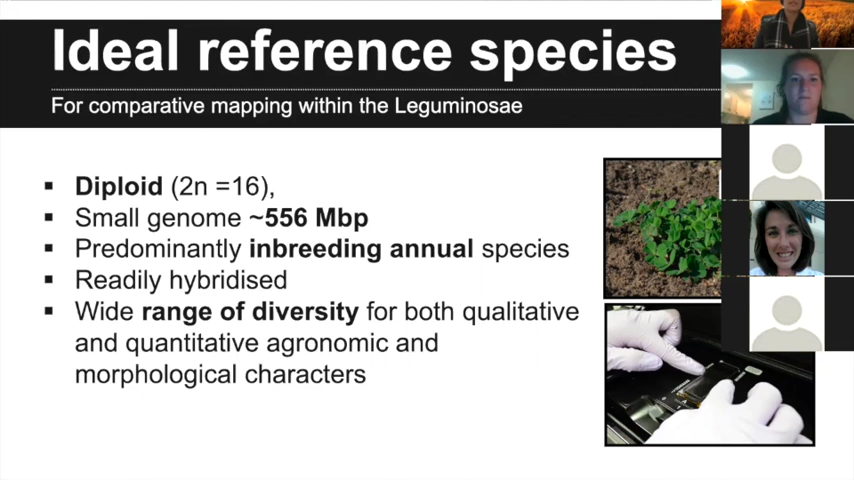 Ideal reference species
For comparative mapping within the Leguminosae
▪ Diploid (2n =16),
▪ Small genome ~556 Mbp
▪ Predominantly inbreeding annual species
▪ Readily hybridised
▪ Wide range of diversity for both qualitative
and quantitative agronomic and
morphological characters